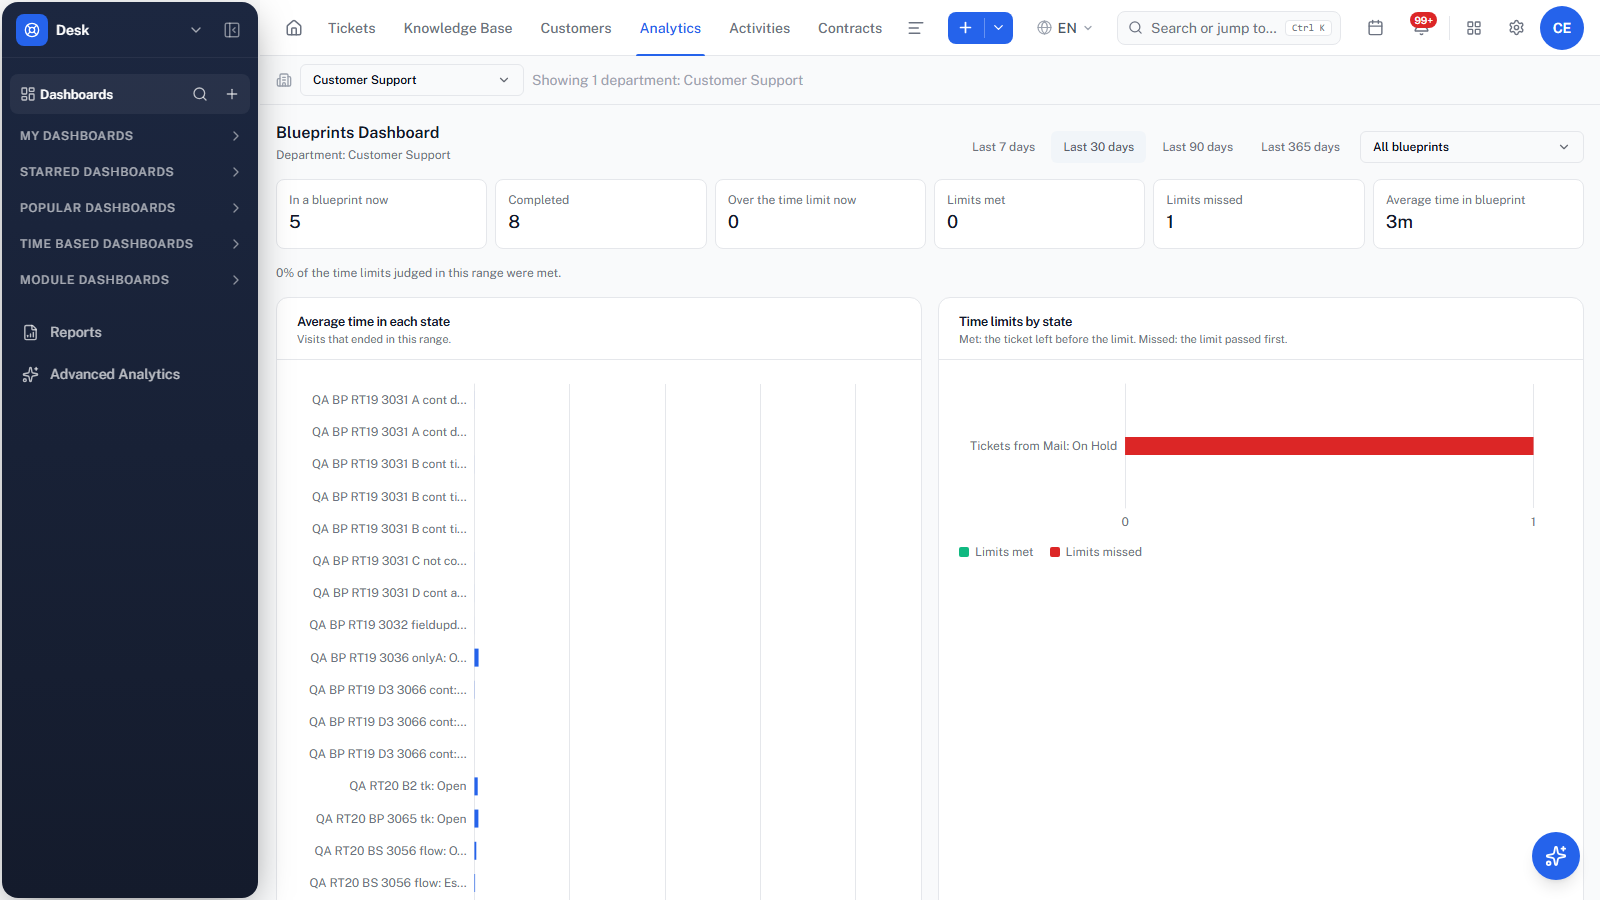 Desk
Tickets
Knowledge Base
Customers
Analytics
Activities
Contracts
EN
Search or jump to...
Ctrl K
99+
CE
Dashboards
MY DASHBOARDS
STARRED DASHBOARDS
POPULAR DASHBOARDS
TIME BASED DASHBOARDS
MODULE DASHBOARDS
Reports
Advanced Analytics
Customer Support
Showing 1 department: Customer Support
Blueprints Dashboard
Department: Customer Support
Last 7 days
Last 30 days
Last 90 days
Last 365 days
All blueprints
In a blueprint now
5
Completed
8
Over the time limit now
0
Limits met
0
Limits missed
1
Average time in blueprint
3m
0% of the time limits judged in this range were met.
Average time in each state
Visits that ended in this range.
QA BP RT19 3031 A cont d...
QA BP RT19 3031 A cont d...
QA BP RT19 3031 B cont ti...
QA BP RT19 3031 B cont ti...
QA BP RT19 3031 B cont ti...
QA BP RT19 3031 C not co...
QA BP RT19 3031 D cont a...
QA BP RT19 3032 fieldupd...
QA BP RT19 3036 onlyA: O...
QA BP RT19 D3 3066 cont:...
QA BP RT19 D3 3066 cont:...
QA BP RT19 D3 3066 cont:...
QA RT20 B2 tk: Open
QA RT20 BP 3065 tk: Open
QA RT20 BS 3056 flow: O...
QA RT20 BS 3056 flow: Es...
Time limits by state
Met: the ticket left before the limit. Missed: the limit passed first.
Tickets from Mail: On Hold
0
1
Limits met
Limits missed